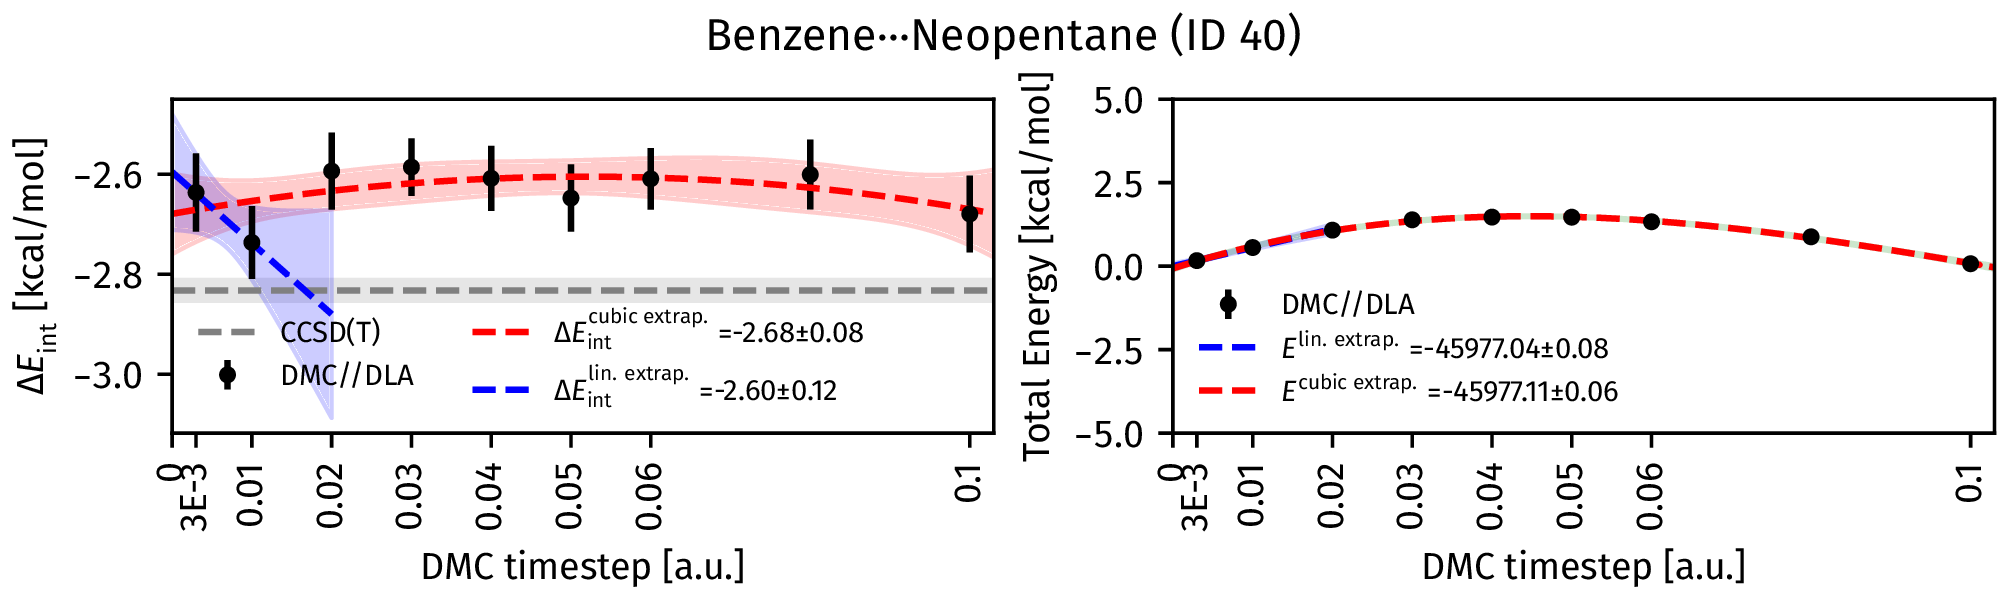 Benzene···Neopentane (ID 40)
ΔE_int [kcal/mol]
−2.6
−2.8
−3.0
CCSD(T)
DMC//DLA
ΔE_int^cubic extrap. =-2.68±0.08
ΔE_int^lin. extrap. =-2.60±0.12
0
3E-3
0.01
0.02
0.03
0.04
0.05
0.06
0.1
DMC timestep [a.u.]
Total Energy [kcal/mol]
5.0
2.5
0.0
−2.5
−5.0
DMC//DLA
E^lin. extrap. =-45977.04±0.08
E^cubic extrap. =-45977.11±0.06
0
3E-3
0.01
0.02
0.03
0.04
0.05
0.06
0.1
DMC timestep [a.u.]